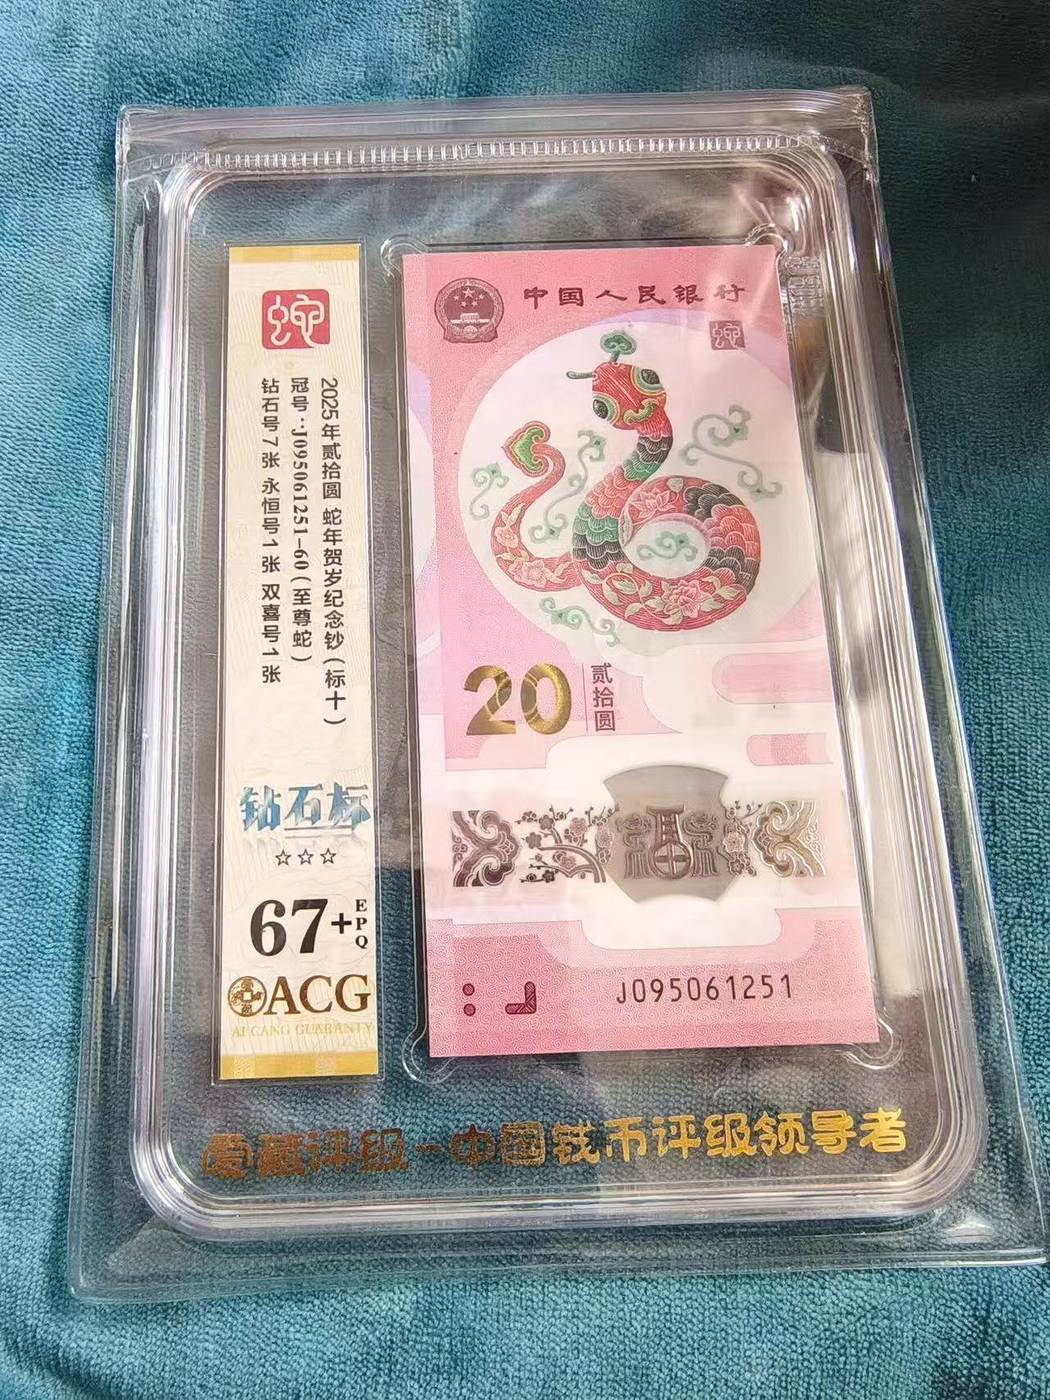 蛇
2025年贰拾圆 蛇年贺岁纪念钞(标十)
冠号:J095061251-60(至尊蛇)
钻石号7张 永恒号1张 双喜号1张
钻石标
☆☆☆
67+
EPQ
ACG
AI CANG GUARANTY
中国人民银行
蛇
20
贰拾圆
J095061251
爱藏评级-中国钱币评级领导者